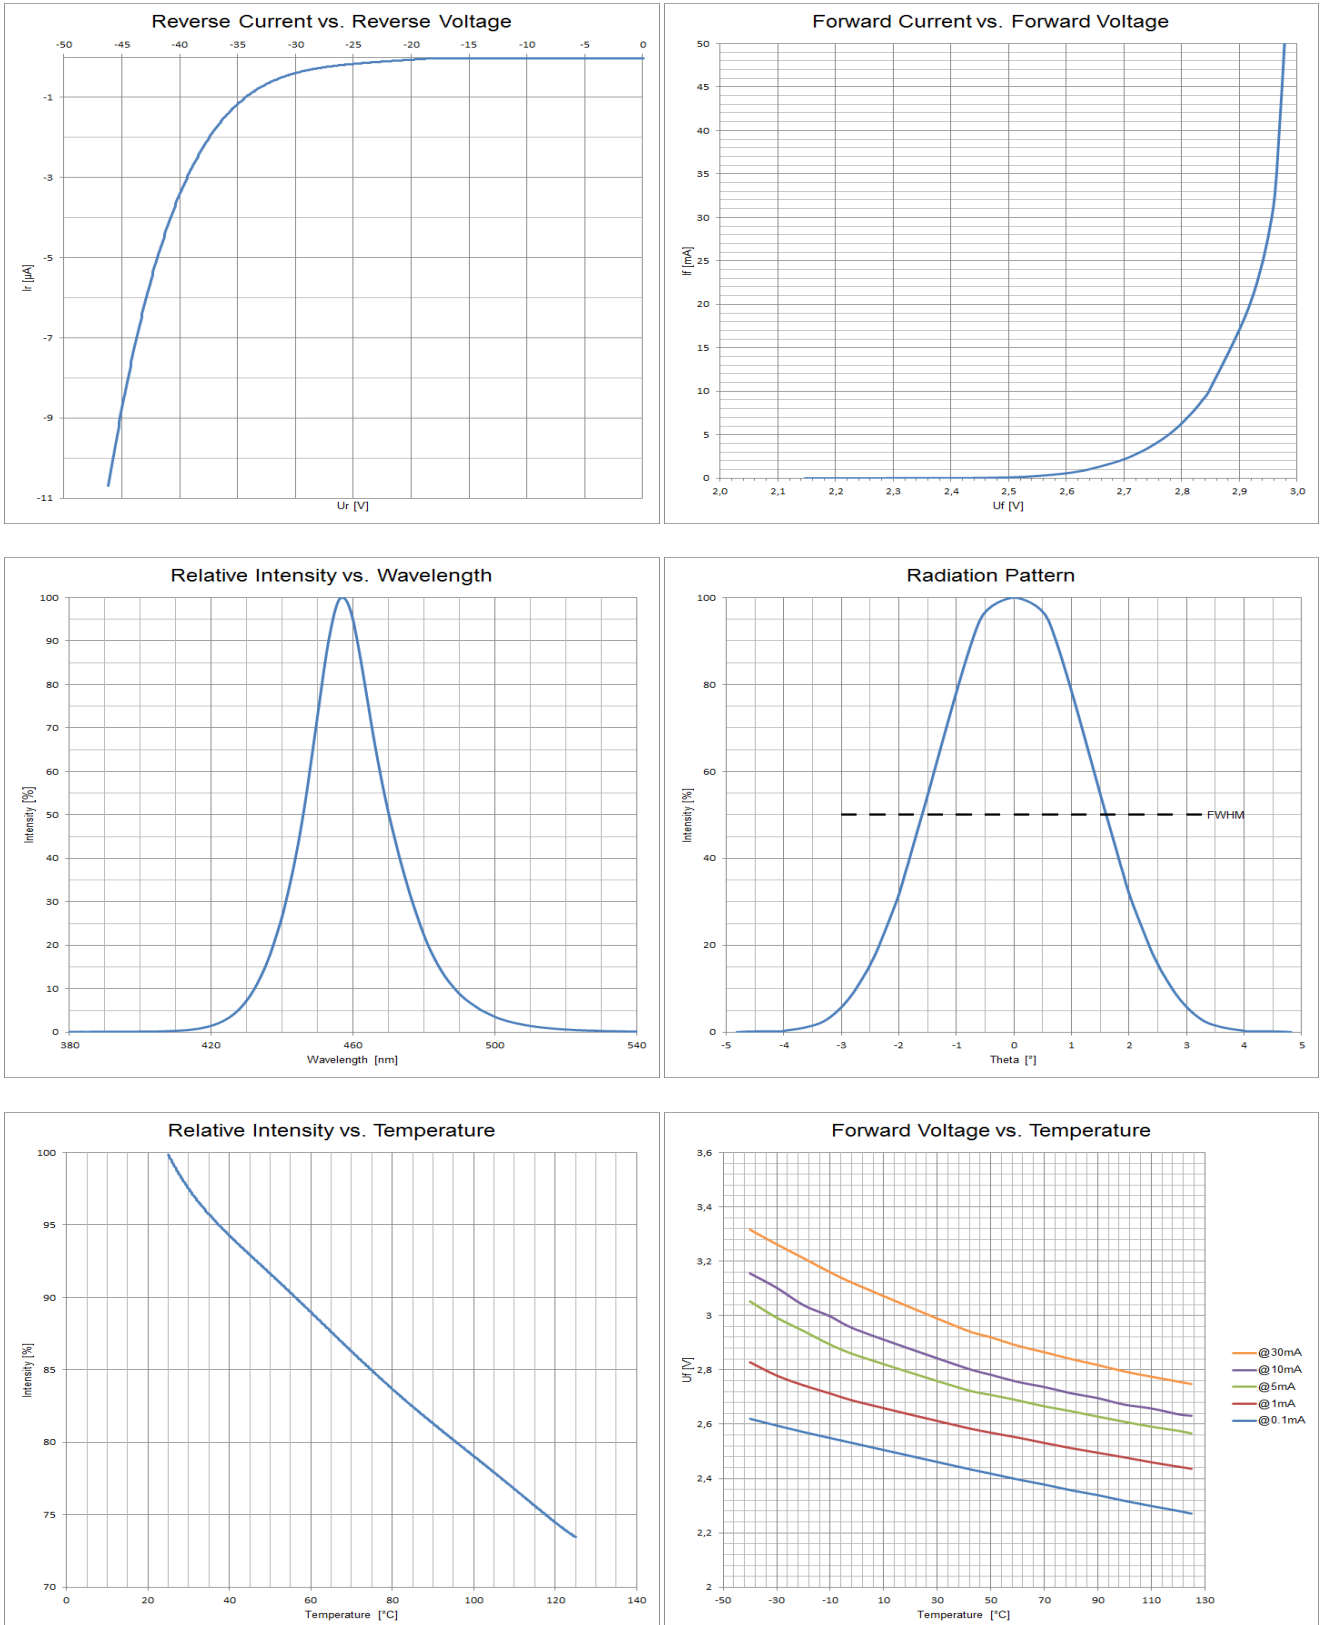 Reverse Current vs. Reverse Voltage
-50 -45 -40 -35 -30 -25 -20 -15 -10 -5 0
-1
-3
-5
-7
-9
-11
Ir [µA]
Ur [V]
Forward Current vs. Forward Voltage
50
45
40
35
30
25
20
15
10
5
0
If [mA]
2,0 2,1 2,2 2,3 2,4 2,5 2,6 2,7 2,8 2,9 3,0
Uf [V]
Relative Intensity vs. Wavelength
100
90
80
70
60
50
40
30
20
10
0
Intensity [%]
380 420 460 500 540
Wavelength [nm]
Radiation Pattern
100
80
60
40
20
0
Intensity [%]
FWHM
-5 -4 -3 -2 -1 0 1 2 3 4 5
Theta [°]
Relative Intensity vs. Temperature
100
95
90
85
80
75
70
Intensity [%]
0 20 40 60 80 100 120 140
Temperature [°C]
Forward Voltage vs. Temperature
3,6
3,4
3,2
3
2,8
2,6
2,4
2,2
2
Uf [V]
-50 -30 -10 10 30 50 70 90 110 130
Temperature [°C]
@30mA
@10mA
@5mA
@1mA
@0.1mA